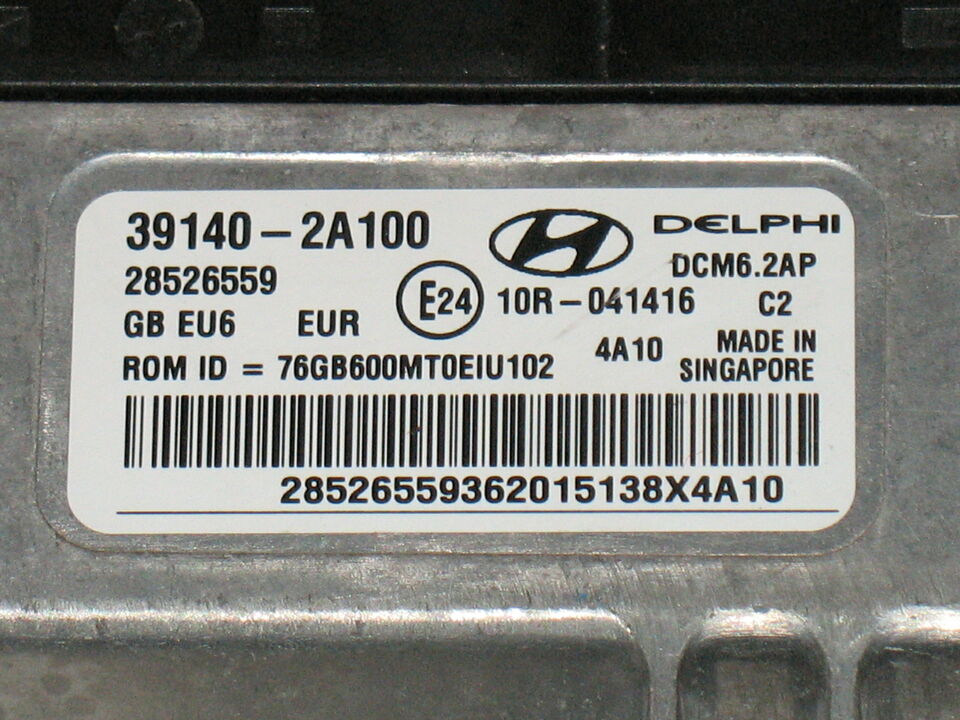 39140-2A100 DELPHI
28526559 DCM6.2AP
E24 10R-041416 C2
GB EU6 EUR
4A10 MADE IN
SINGAPORE
ROM ID = 76GB600MT0EIU102
28526559362015138X4A10